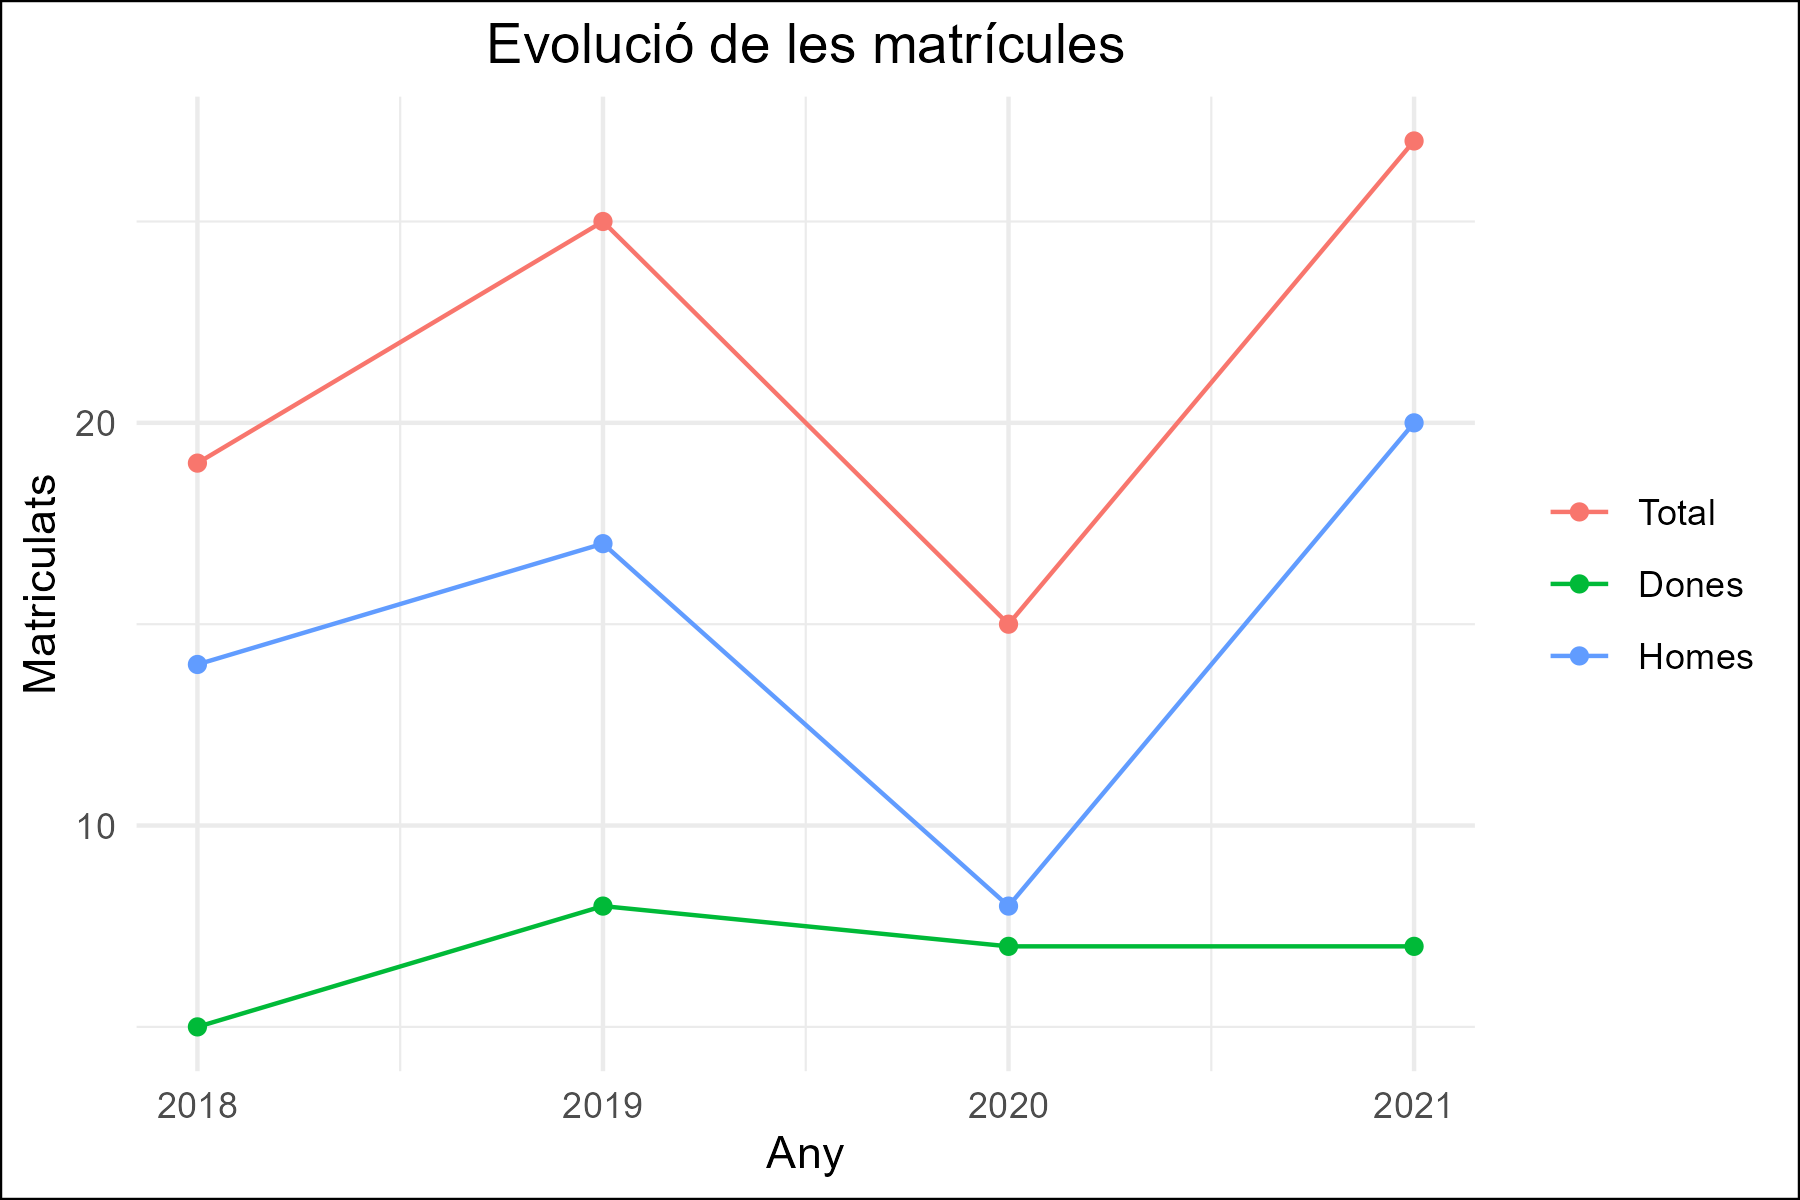 Evolució de les matrícules
Matriculats
20
10
2018 2019 2020 2021
Any
Total
Dones
Homes